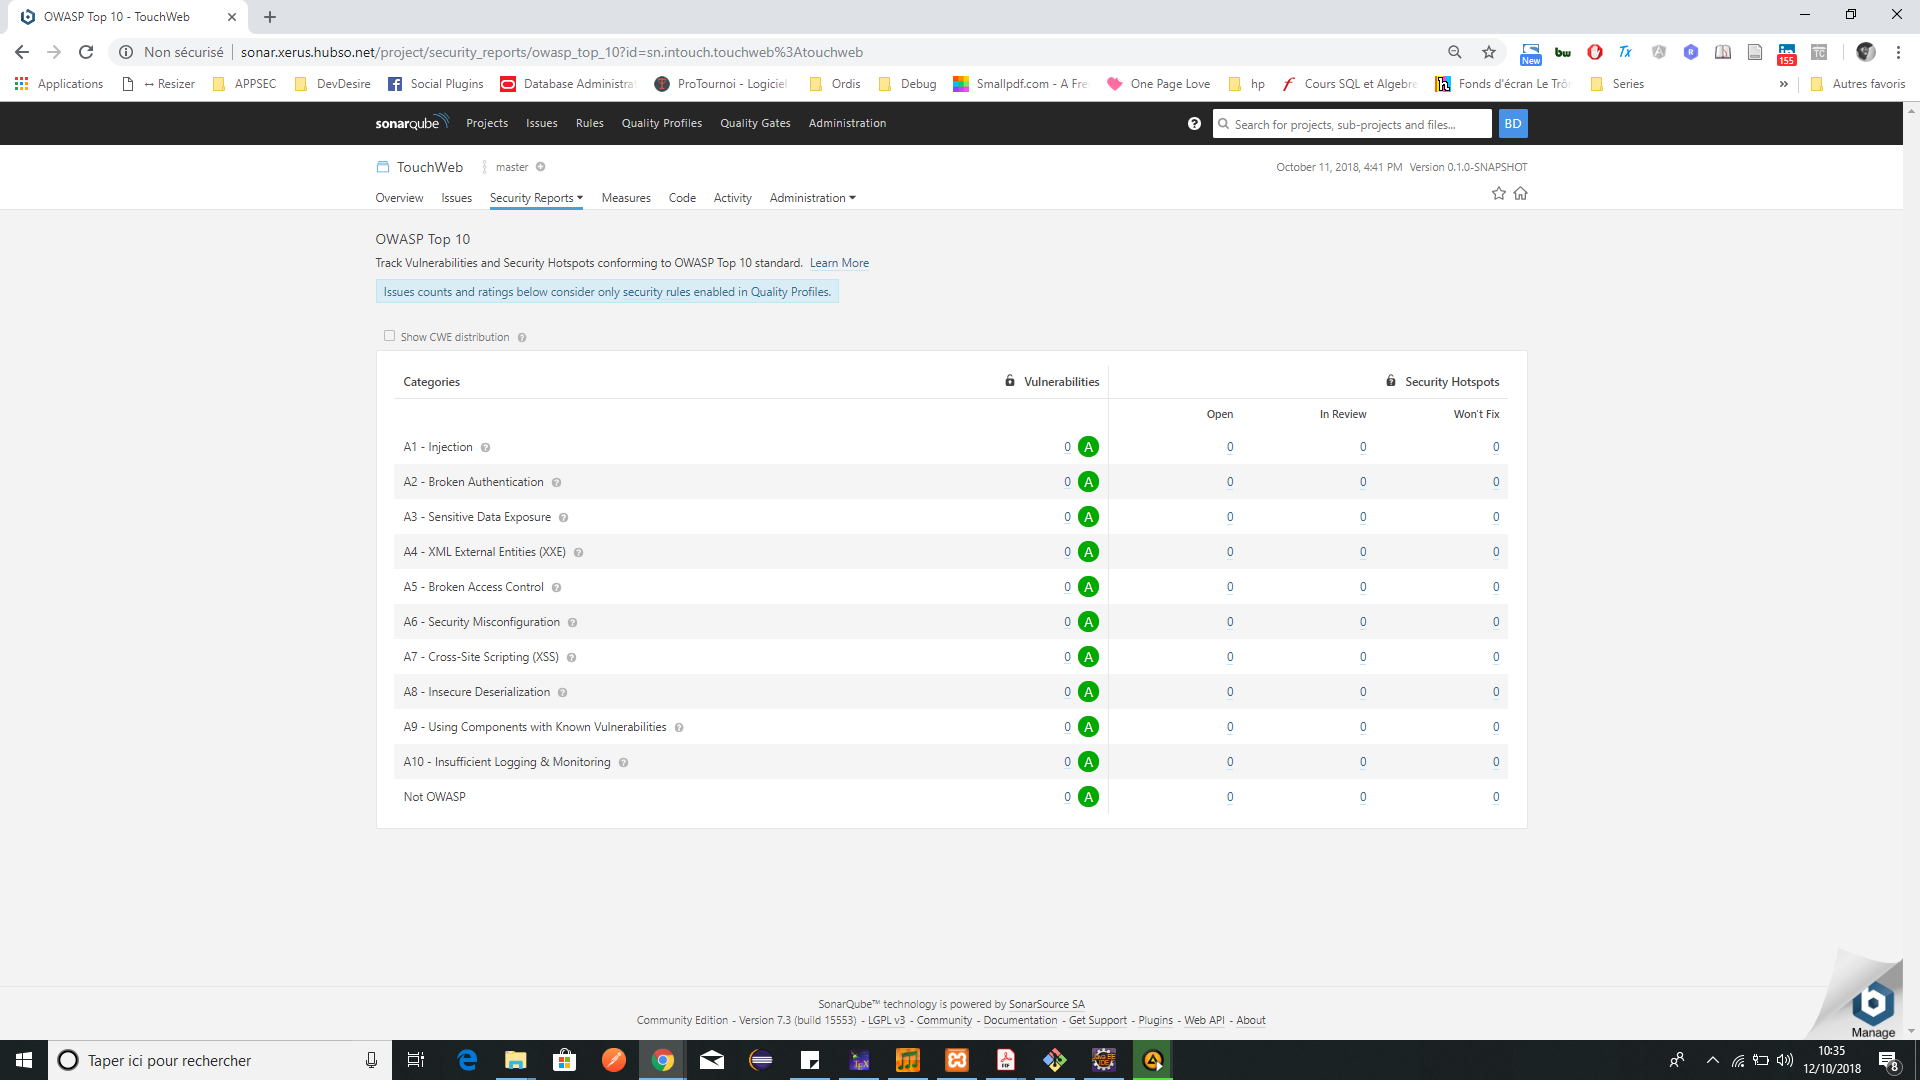 OWASP Top 10 - TouchWeb
Non sécurisé sonar.xerus.hubso.net/project/security_reports/owasp_top_10?id=sn.intouch.touchweb%3Atouchweb
New bw Tx R in 155 TC
Applications ↔ Resizer APPSEC DevDesire Social Plugins Database Administra ProTournoi - Logiciel Ordis Debug Smallpdf.com - A Fre One Page Love hp Cours SQL et Algebre Fonds d'écran Le Trôn Series » Autres favoris
sonarqube Projects Issues Rules Quality Profiles Quality Gates Administration Search for projects, sub-projects and files... BD
TouchWeb master October 11, 2018, 4:41 PM Version 0.1.0-SNAPSHOT
Overview Issues Security Reports Measures Code Activity Administration
OWASP Top 10
Track Vulnerabilities and Security Hotspots conforming to OWASP Top 10 standard. Learn More
Issues counts and ratings below consider only security rules enabled in Quality Profiles.
Show CWE distribution
Categories Vulnerabilities Security Hotspots
Open In Review Won't Fix
A1 - Injection 0 A 0 0 0
A2 - Broken Authentication 0 A 0 0 0
A3 - Sensitive Data Exposure 0 A 0 0 0
A4 - XML External Entities (XXE) 0 A 0 0 0
A5 - Broken Access Control 0 A 0 0 0
A6 - Security Misconfiguration 0 A 0 0 0
A7 - Cross-Site Scripting (XSS) 0 A 0 0 0
A8 - Insecure Deserialization 0 A 0 0 0
A9 - Using Components with Known Vulnerabilities 0 A 0 0 0
A10 - Insufficient Logging & Monitoring 0 A 0 0 0
Not OWASP 0 A 0 0 0
SonarQube™ technology is powered by SonarSource SA
Community Edition - Version 7.3 (build 15553) - LGPL v3 - Community - Documentation - Get Support - Plugins - Web API - About
Manage
Taper ici pour rechercher
10:35
12/10/2018
8